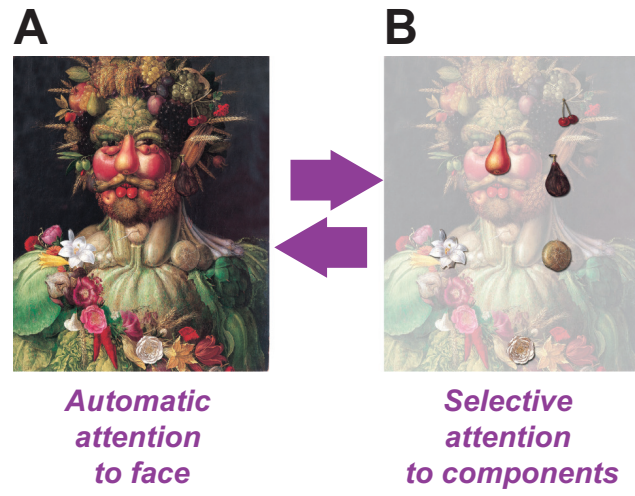 A
B
Automatic
attention
to face
Selective
attention
to components